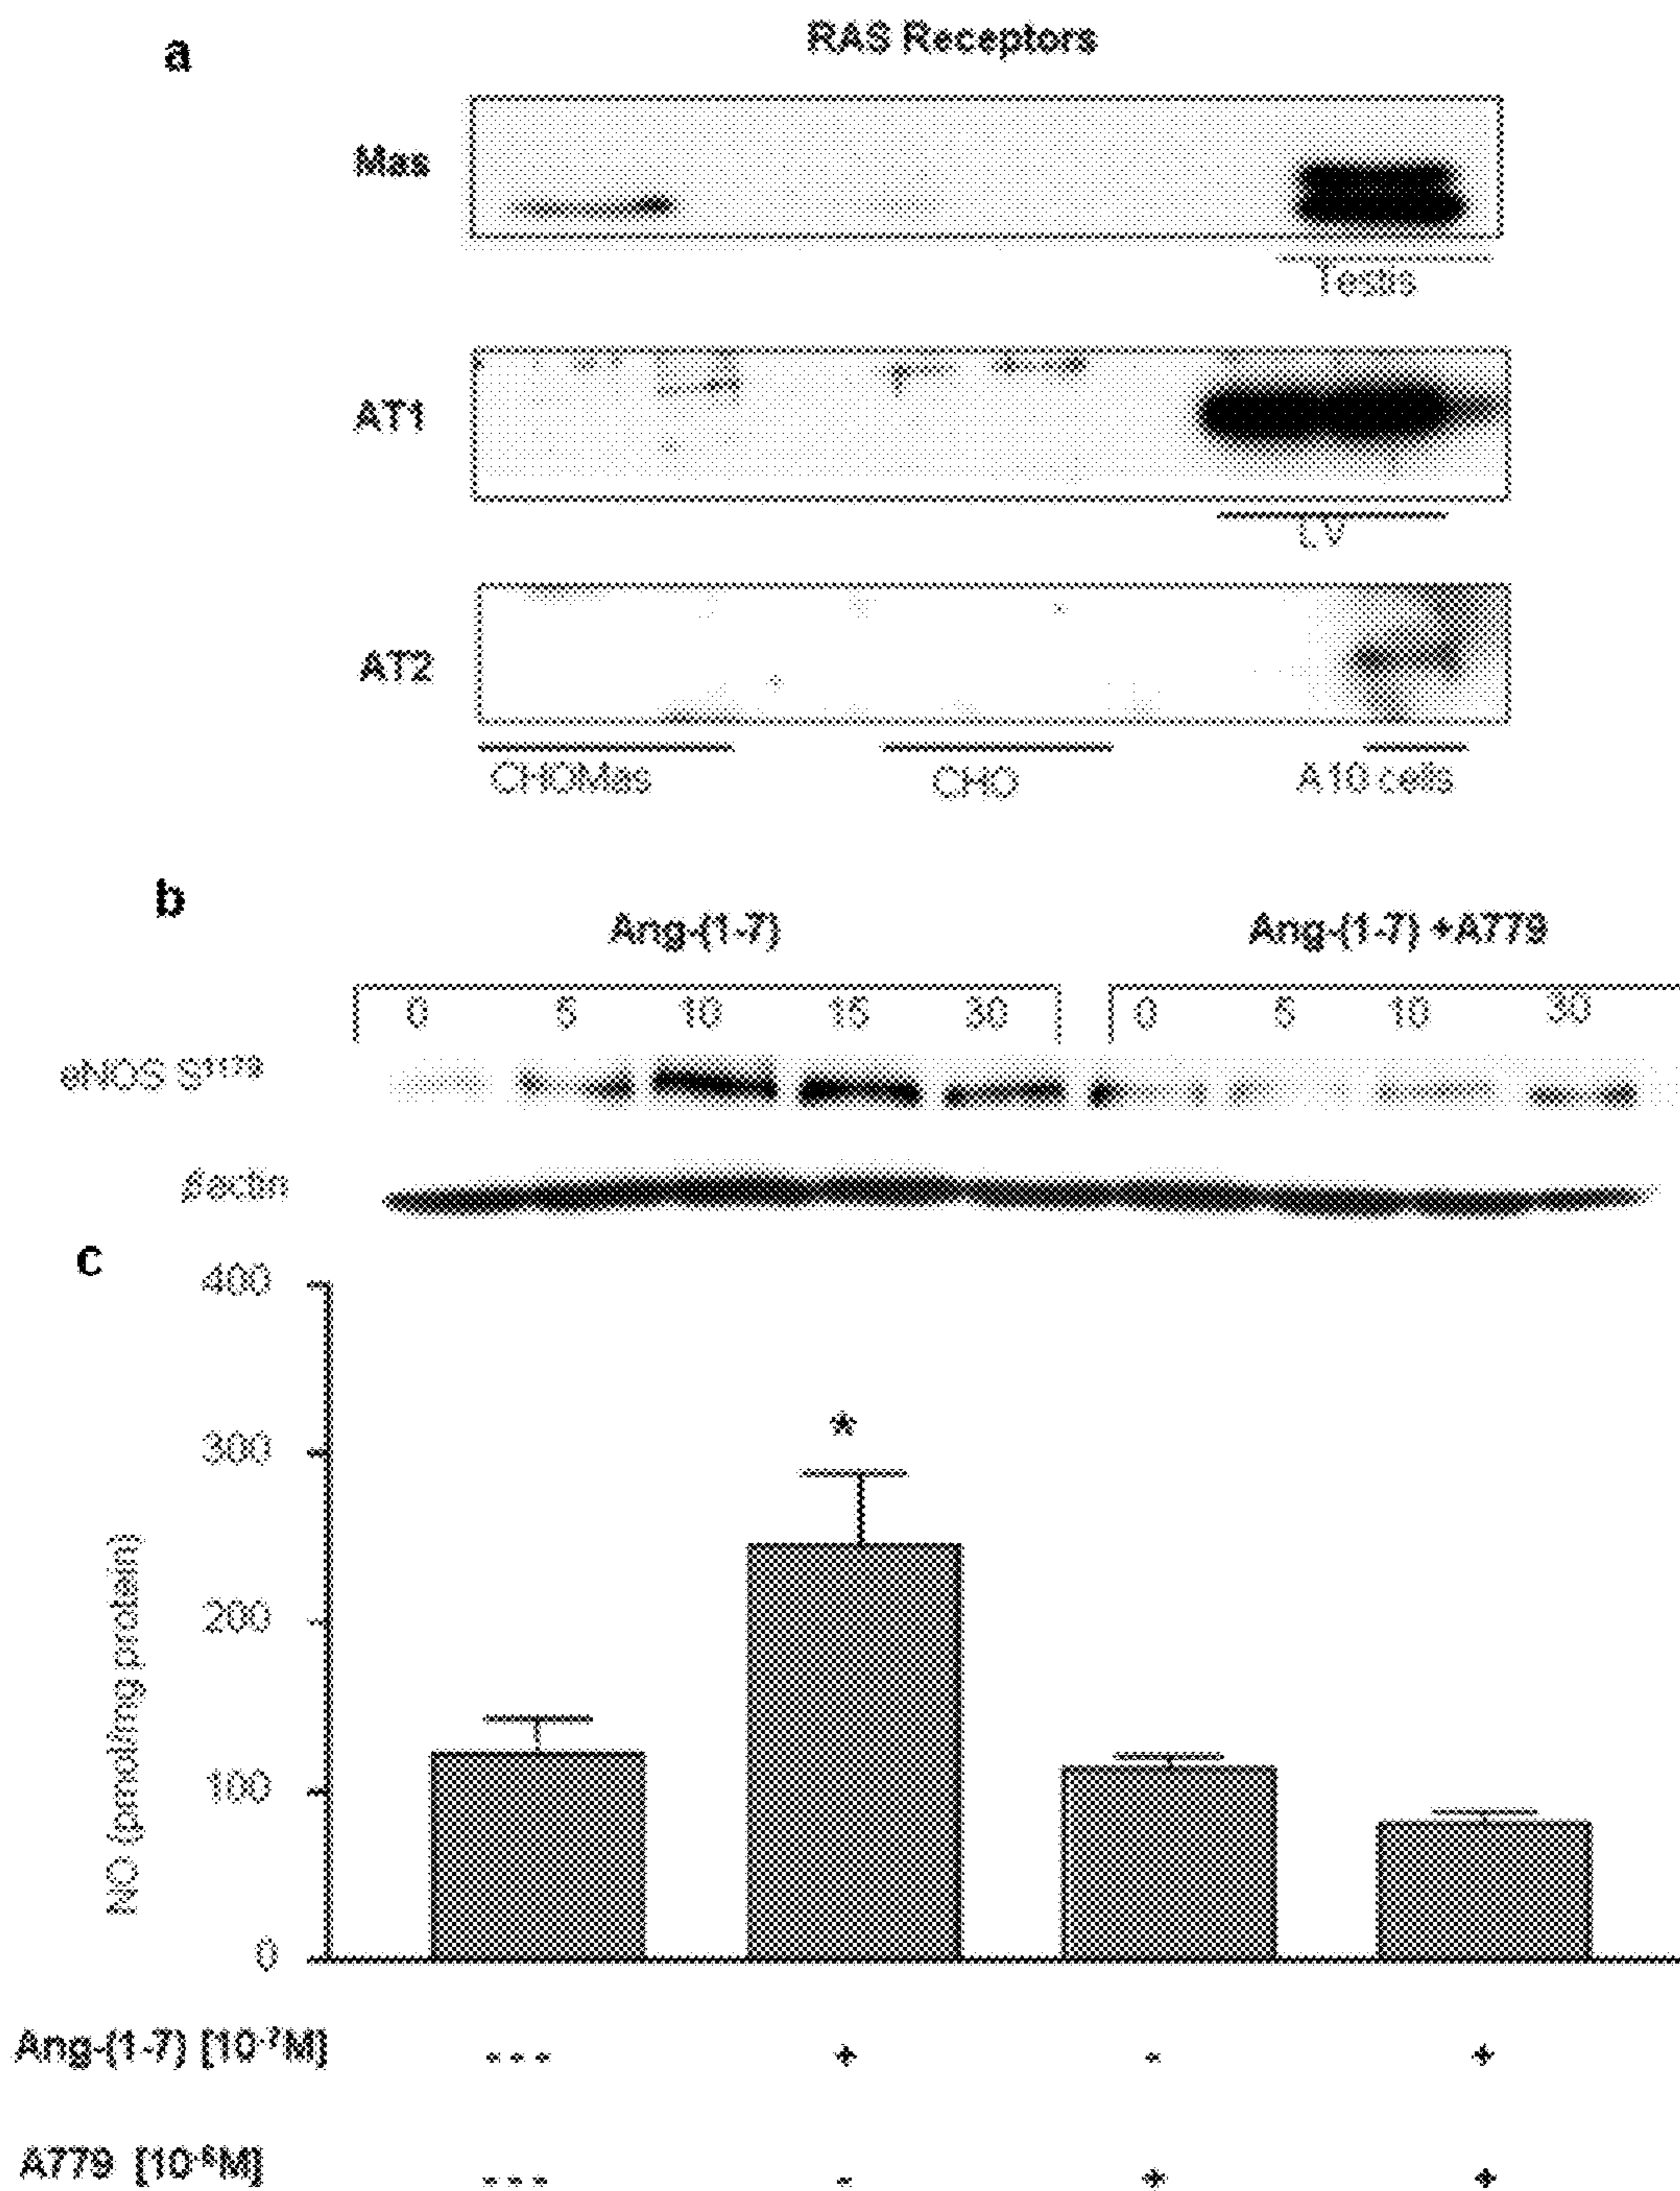 a
RAS Receptors
Mas
Testis
AT1
LV
AT2
CHOMas
CHO
A10 cells
b
Ang-(1-7)
Ang-(1-7) +A779
0 5 10 15 30 0 5 10 30
eNOS S¹¹⁷⁹
βactin
c
400
300
200
100
0
NO (pmol/mg protein)
*
Ang-(1-7) [10⁻⁷M] --- + - +
A779 [10⁻⁶M] --- - + +